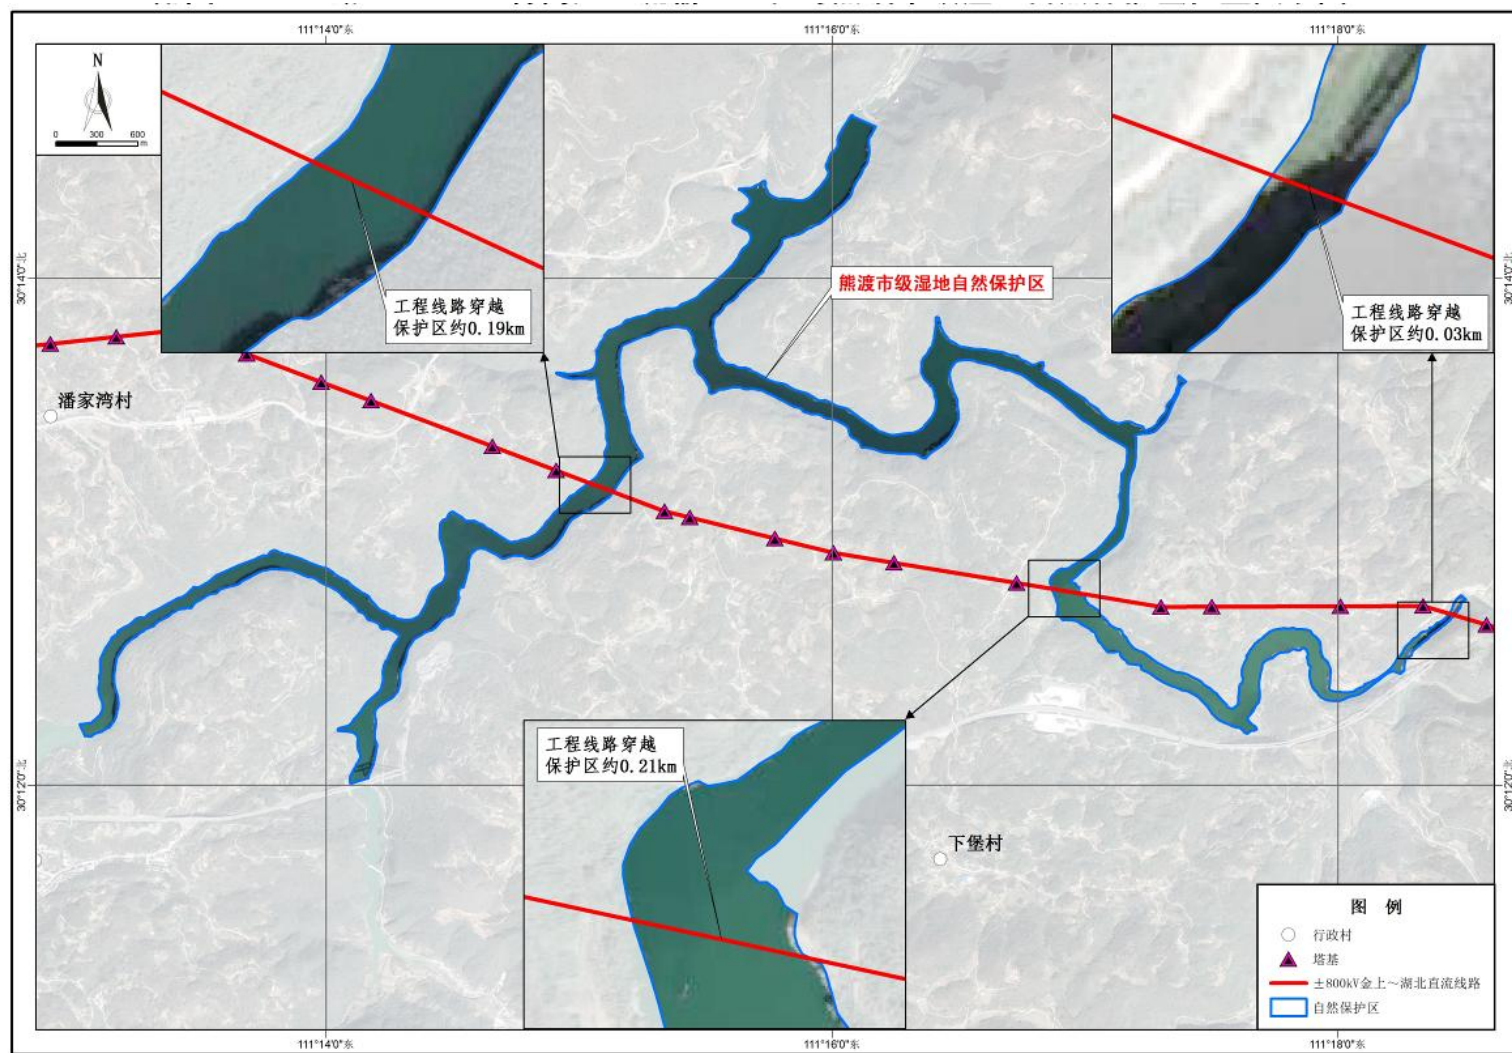 111°14'0"东
111°16'0"东
111°18'0"东
N
0 300 600
m
30°14'0"北
30°14'0"北
工程线路穿越
保护区约0.19km
熊渡市级湿地自然保护区
工程线路穿越
保护区约0.03km
潘家湾村
工程线路穿越
保护区约0.21km
30°12'0"北
30°12'0"北
下堡村
图 例
行政村
塔基
±800kV金上~湖北直流线路
自然保护区
111°14'0"东
111°16'0"东
111°18'0"东